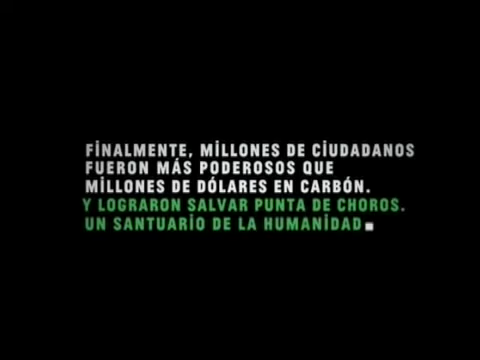 FINALMENTE, MILLONES DE CIUDADANOS
FUERON MÁS PODEROSOS QUE
MILLONES DE DÓLARES EN CARBÓN.
Y LOGRARON SALVAR PUNTA DE CHOROS.
UN SANTUARIO DE LA HUMANIDAD